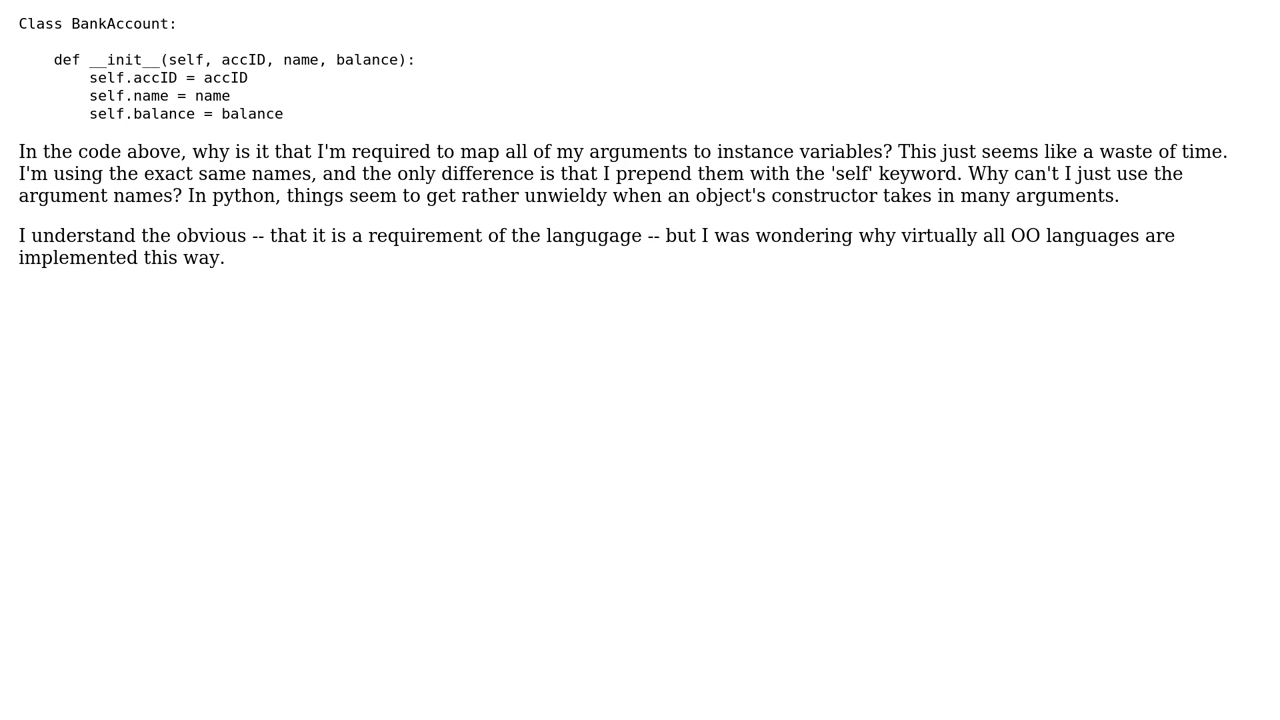 Class BankAccount:
    def __init__(self, accID, name, balance):
        self.accID = accID
        self.name = name
        self.balance = balance
In the code above, why is it that I'm required to map all of my arguments to instance variables? This just seems like a waste of time.
I'm using the exact same names, and the only difference is that I prepend them with the 'self' keyword. Why can't I just use the
argument names? In python, things seem to get rather unwieldy when an object's constructor takes in many arguments.
I understand the obvious -- that it is a requirement of the langugage -- but I was wondering why virtually all OO languages are
implemented this way.